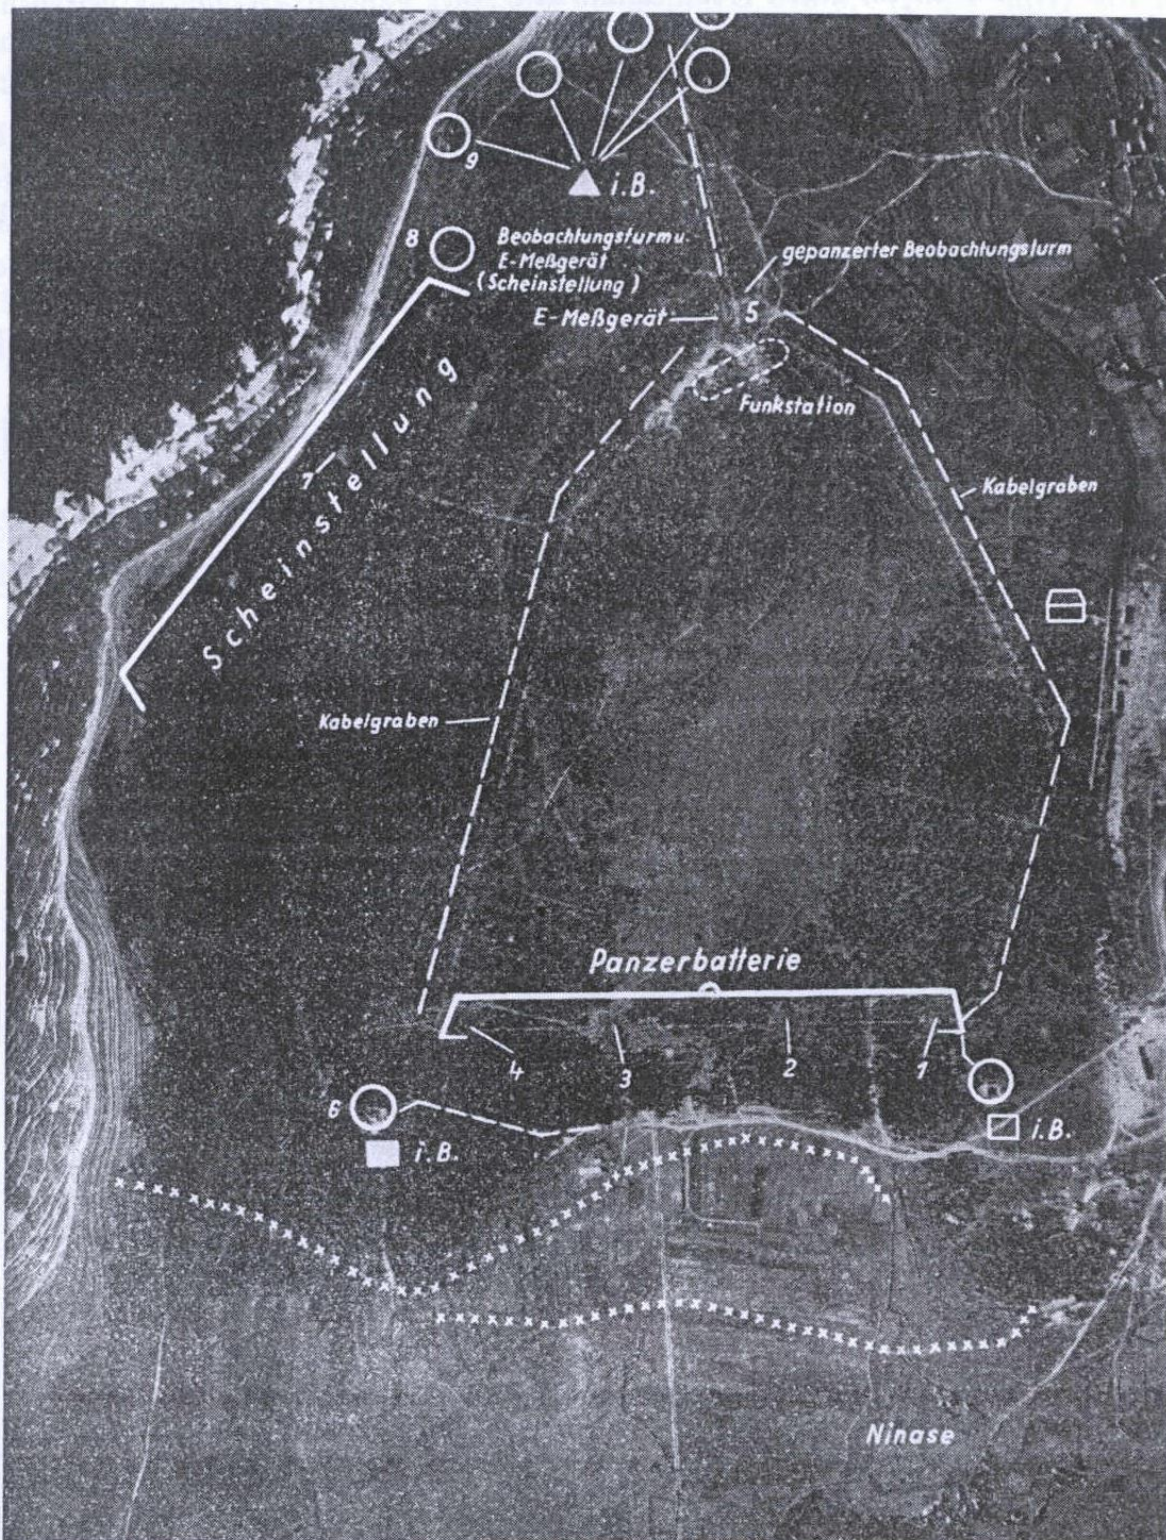 9
i.B.
8
Beobachtungsturm u.
E-Meßgerät
(Scheinstellung)
gepanzerter Beobachtungsturm
E-Meßgerät
5
Funkstation
7
Scheinstellung
Kabelgraben
Kabelgraben
Panzerbatterie
4
3
2
1
6
i.B.
i.B.
Ninase